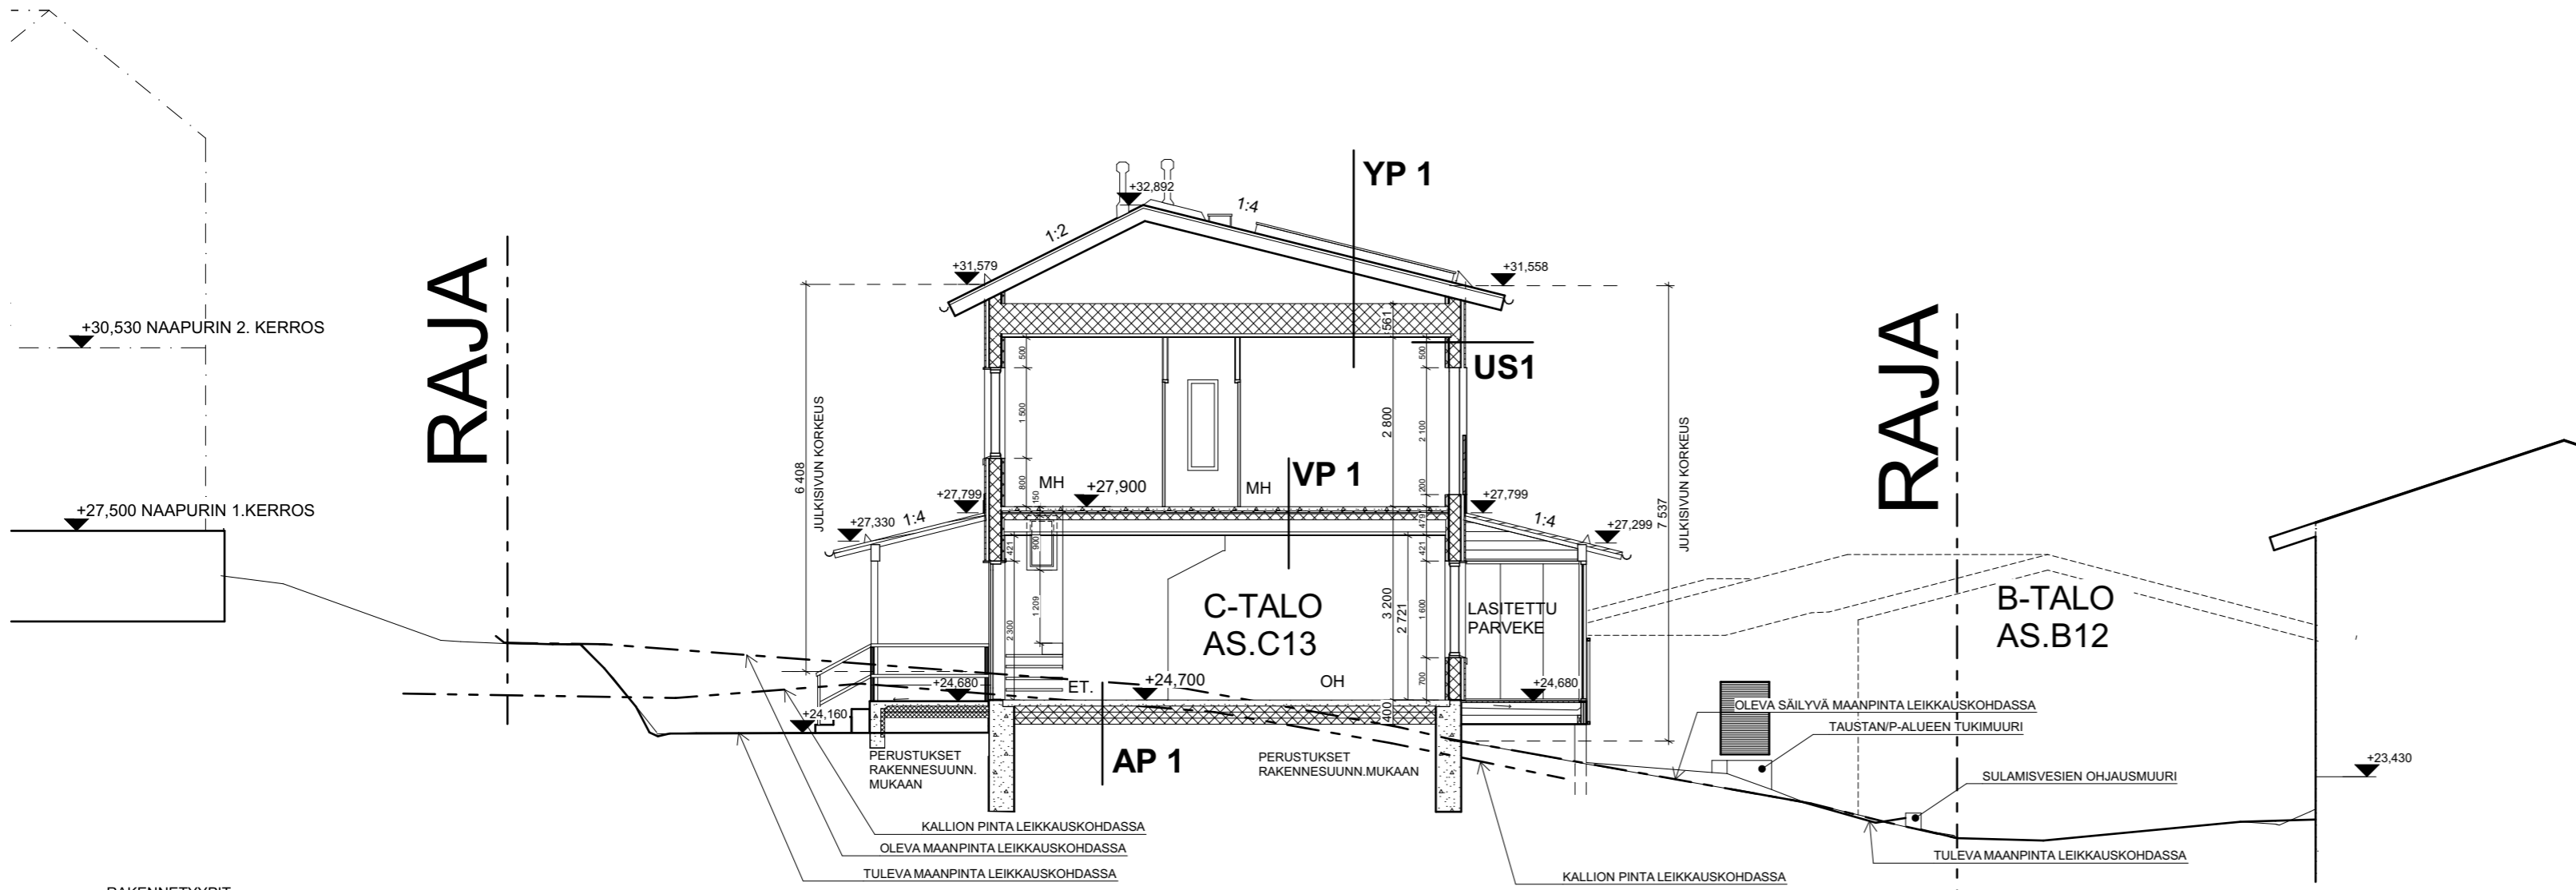 YP 1
+32,892
1:4
1:2
+31,579
+31,558
RAJA
RAJA
+30,530 NAAPURIN 2. KERROS
561
500
500
US1
JULKISIVUN KORKEUS
6 408
1 500
2 800
2 100
7 537
JULKISIVUN KORKEUS
VP 1
MH
+27,900
MH
800
150
200
+27,500 NAAPURIN 1.KERROS
+27,799
+27,799
+27,330
1:4
1:4
+27,299
479
421
900
421
C-TALO
AS.C13
1 209
2 300
3 200
2 721
1 600
LASITETTU
PARVEKE
B-TALO
AS.B12
700
+24,680
ET.
+24,700
OH
+24,680
+24,160
400
OLEVA SÄILYVÄ MAANPINTA LEIKKAUSKOHDASSA
TAUSTAN/P-ALUEEN TUKIMUURI
PERUSTUKSET
RAKENNESUUNN.
MUKAAN
AP 1
PERUSTUKSET
RAKENNESUUNN.MUKAAN
+23,430
SULAMISVESIEN OHJAUSMUURI
KALLION PINTA LEIKKAUSKOHDASSA
OLEVA MAANPINTA LEIKKAUSKOHDASSA
TULEVA MAANPINTA LEIKKAUSKOHDASSA
TULEVA MAANPINTA LEIKKAUSKOHDASSA
KALLION PINTA LEIKKAUSKOHDASSA
RAKENNETYYPIT